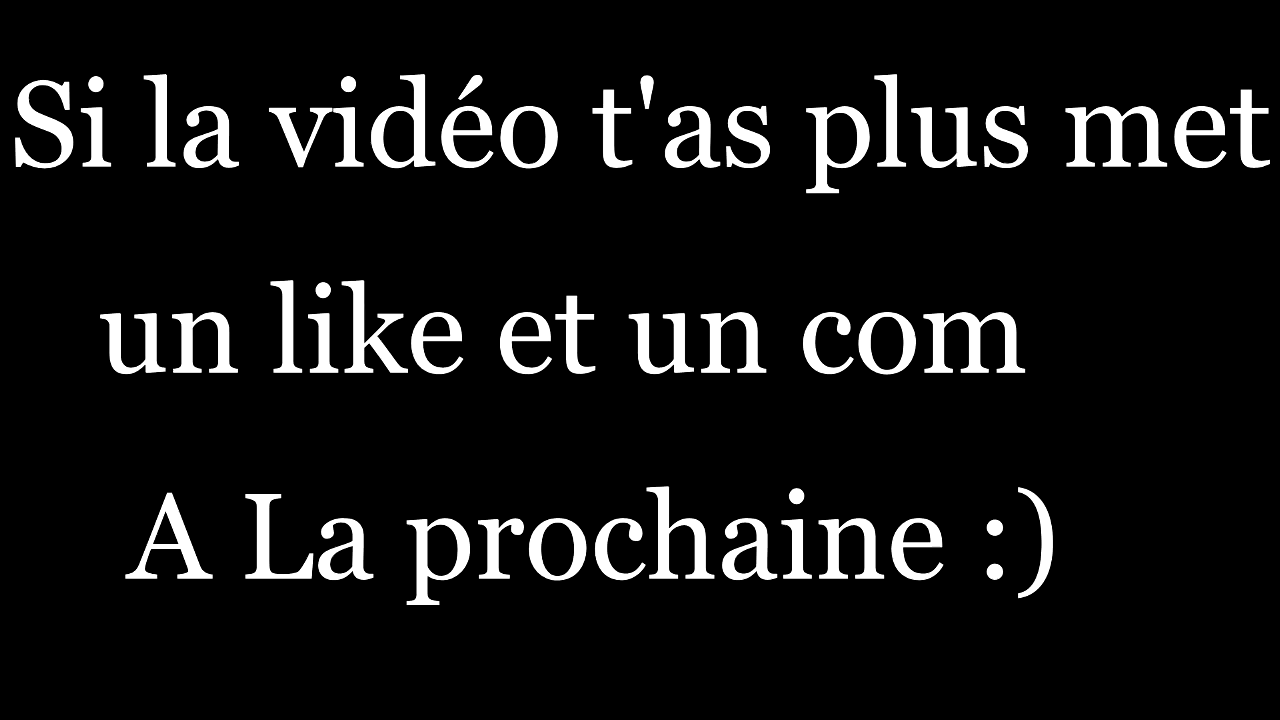 Si la vidéo t'as plus met
un like et un com
A La prochaine :)